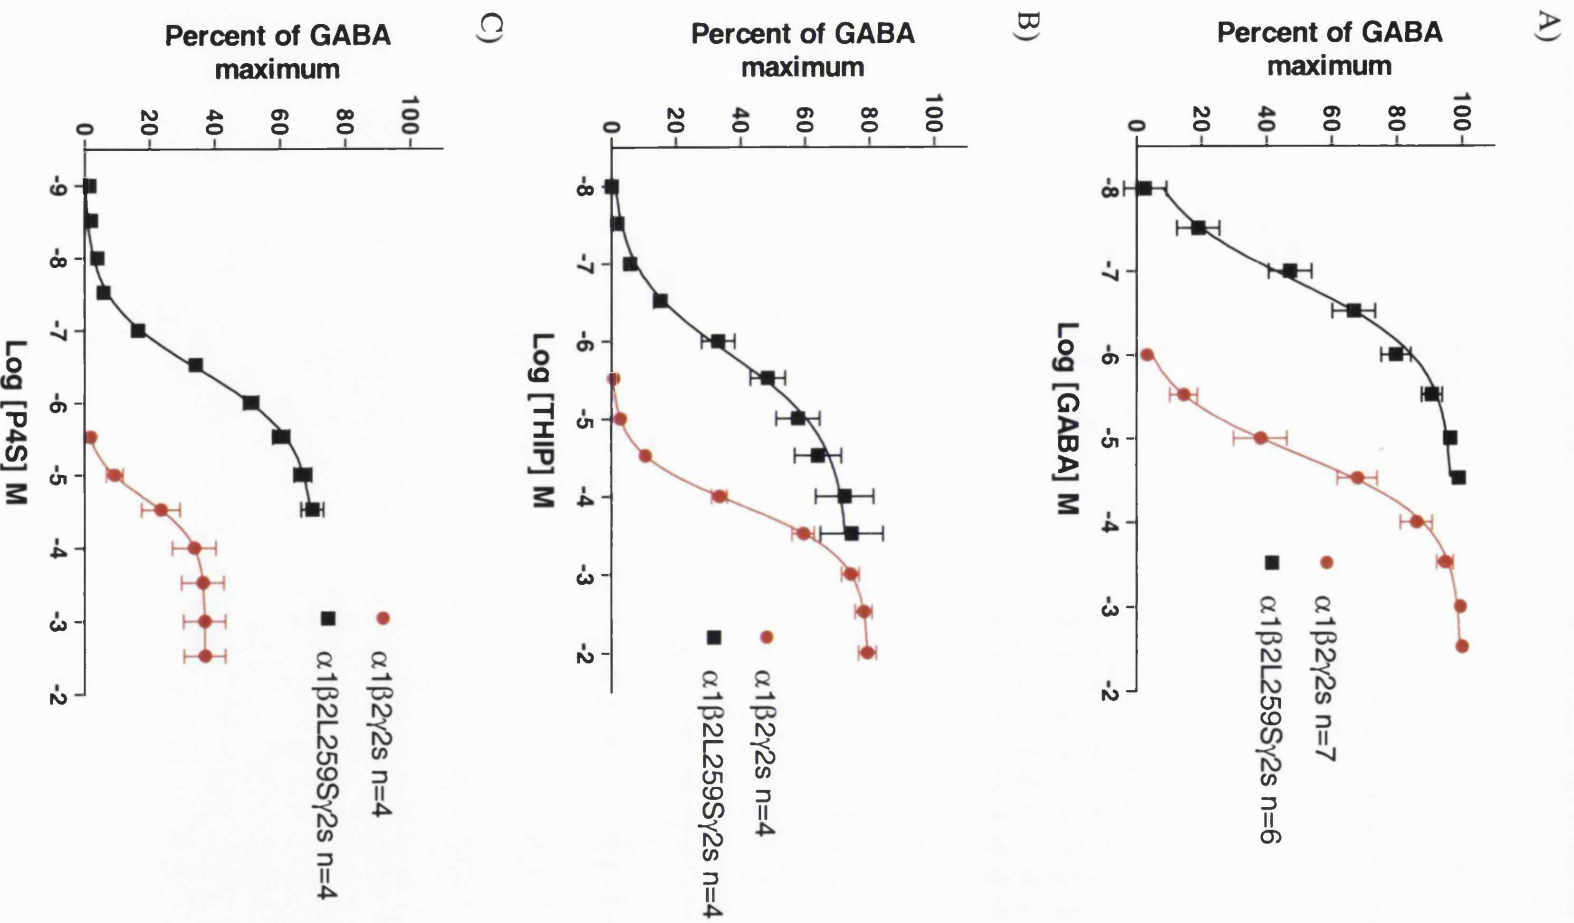 A)
Percent of GABA
maximum
100
80
60
40
20
0
-8
-7
-6
-5
-4
-3
-2
Log [GABA] M
α1β2γ2s n=7
α1β2L259Sγ2s n=6
B)
Percent of GABA
maximum
100
80
60
40
20
0
-8
-7
-6
-5
-4
-3
-2
Log [THIP] M
α1β2γ2s n=4
α1β2L259Sγ2s n=4
C)
Percent of GABA
maximum
100
80
60
40
20
0
-9
-8
-7
-6
-5
-4
-3
-2
Log [P4S] M
α1β2γ2s n=4
α1β2L259Sγ2s n=4